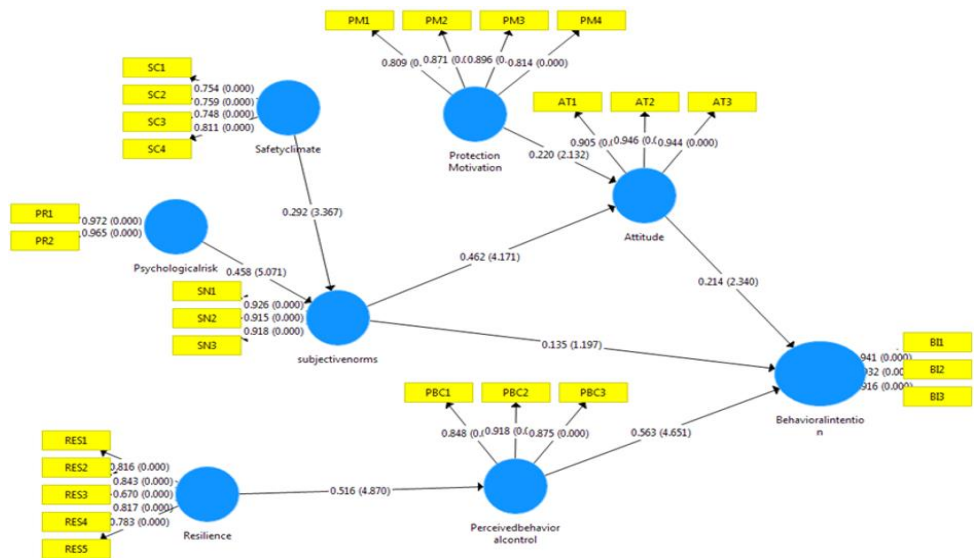 PM1
PM2
PM3
PM4
0.809
0.871
0.896
0.814 (0.000)
SC1
SC2
SC3
SC4
0.754 (0.000)
0.759 (0.000)
0.748 (0.000)
0.811 (0.000)
Safetyclimate
Protection
Motivation
AT1
AT2
AT3
0.905
0.946
0.944 (0.000)
0.220 (2.132)
Attitude
0.292 (3.367)
PR1
PR2
0.972 (0.000)
0.965 (0.000)
Psychologicalrisk
0.458 (5.071)
0.462 (4.171)
0.214 (2.340)
SN1
SN2
SN3
0.926 (0.000)
0.915 (0.000)
0.918 (0.000)
subjectivenorms
0.135 (1.197)
BI1
BI2
BI3
941 (0.000)
932 (0.00
916 (0.000)
Behavioralintentio
n
PBC1
PBC2
PBC3
0.848
0.918
0.875 (0.000)
0.563 (4.651)
RES1
RES2
RES3
RES4
RES5
0.816 (0.000)
0.843 (0.000)
0.670 (0.000)
0.817 (0.000)
0.783 (0.000)
Resilience
0.516 (4.870)
Perceivedbehavior
alcontrol